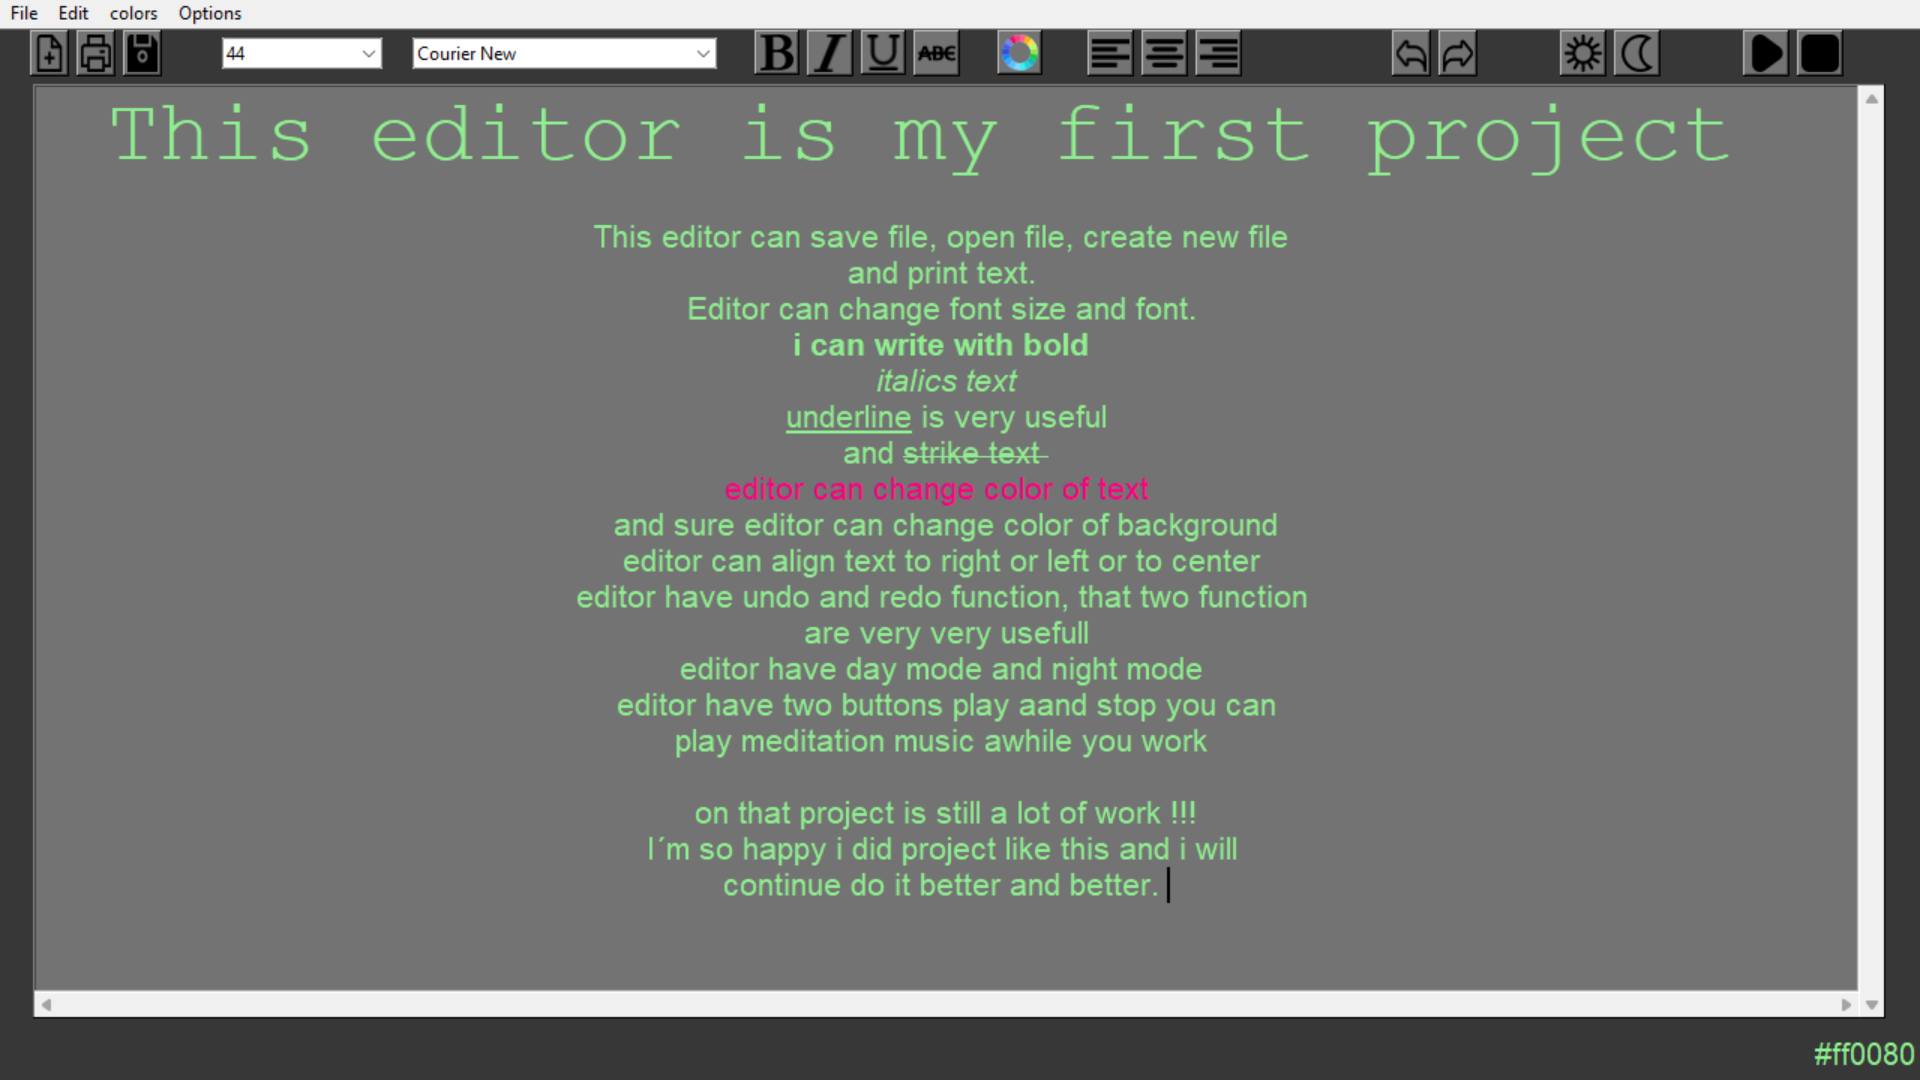 File Edit colors Options
44 Courier New B I U ABC
This editor is my first project
This editor can save file, open file, create new file
and print text.
Editor can change font size and font.
i can write with bold
italics text
underline is very useful
and strike text
editor can change color of text
and sure editor can change color of background
editor can align text to right or left or to center
editor have undo and redo function, that two function
are very very usefull
editor have day mode and night mode
editor have two buttons play aand stop you can
play meditation music awhile you work
on that project is still a lot of work !!!
I´m so happy i did project like this and i will
continue do it better and better.
#ff0080